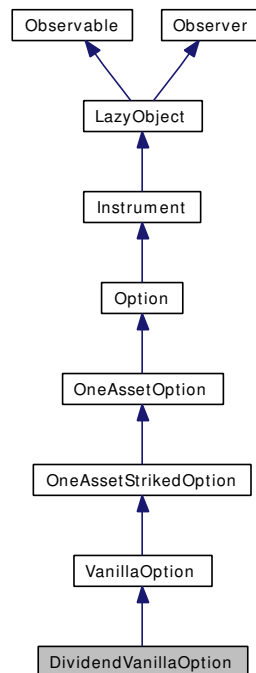 Observable
Observer
LazyObject
Instrument
Option
OneAssetOption
OneAssetStrikedOption
VanillaOption
DividendVanillaOption